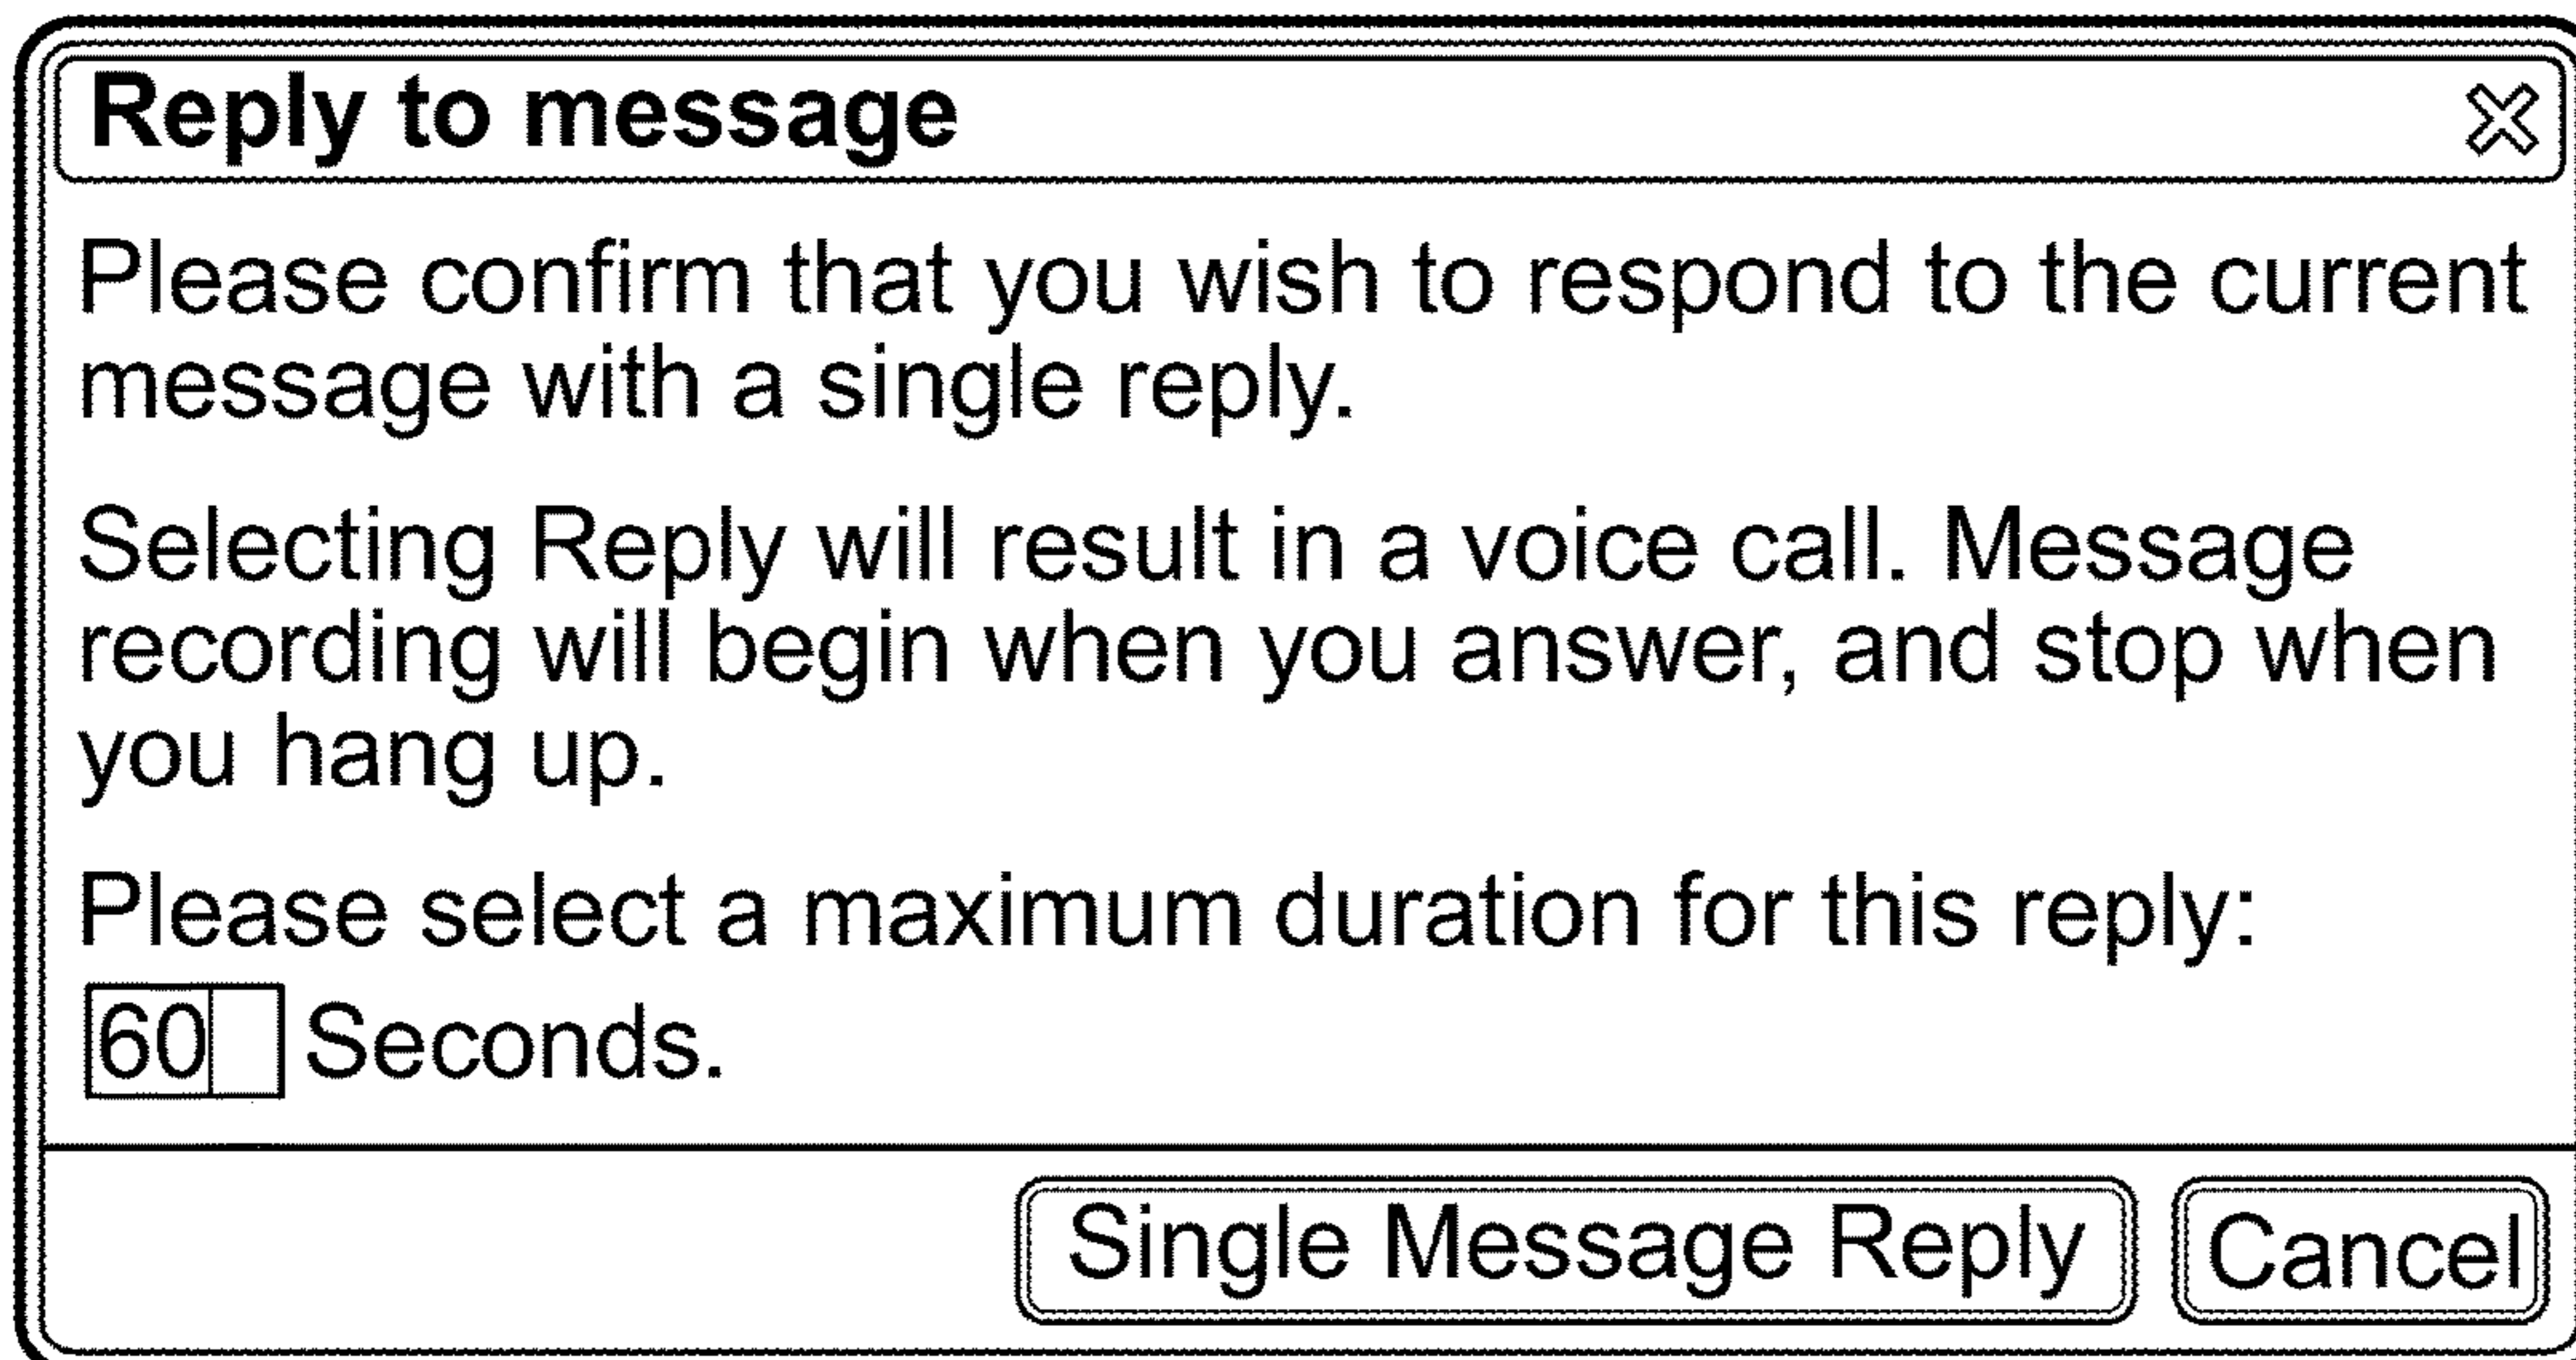 Reply to message
Please confirm that you wish to respond to the current
message with a single reply.
Selecting Reply will result in a voice call. Message
recording will begin when you answer, and stop when
you hang up.
Please select a maximum duration for this reply:
60 Seconds.
Single Message Reply Cancel